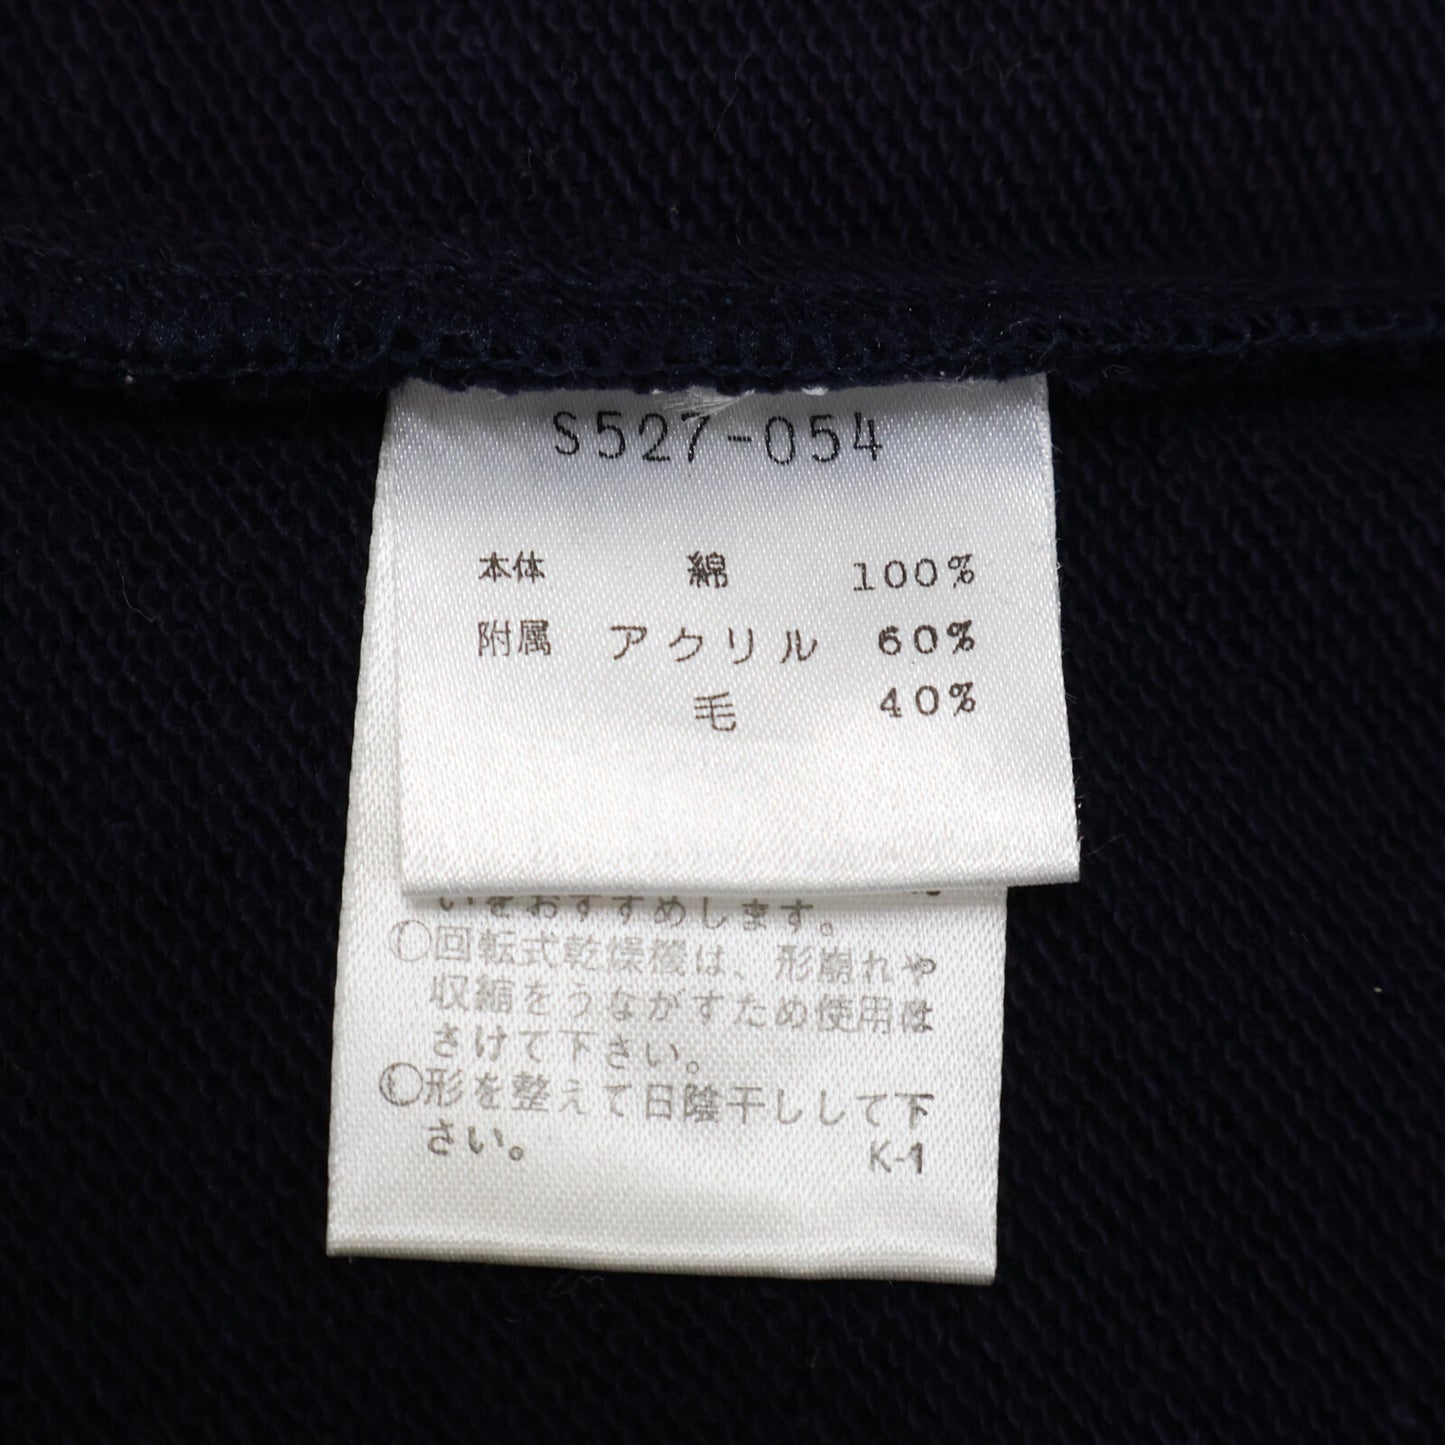 S527-054
本体 綿 100%
附属 アクリル 60%
毛 40%
いをおすすめします。
○回転式乾燥機は、形崩れや
収縮をうながすため使用は
さけて下さい。
○形を整えて日陰干しして下
さい。
K-1